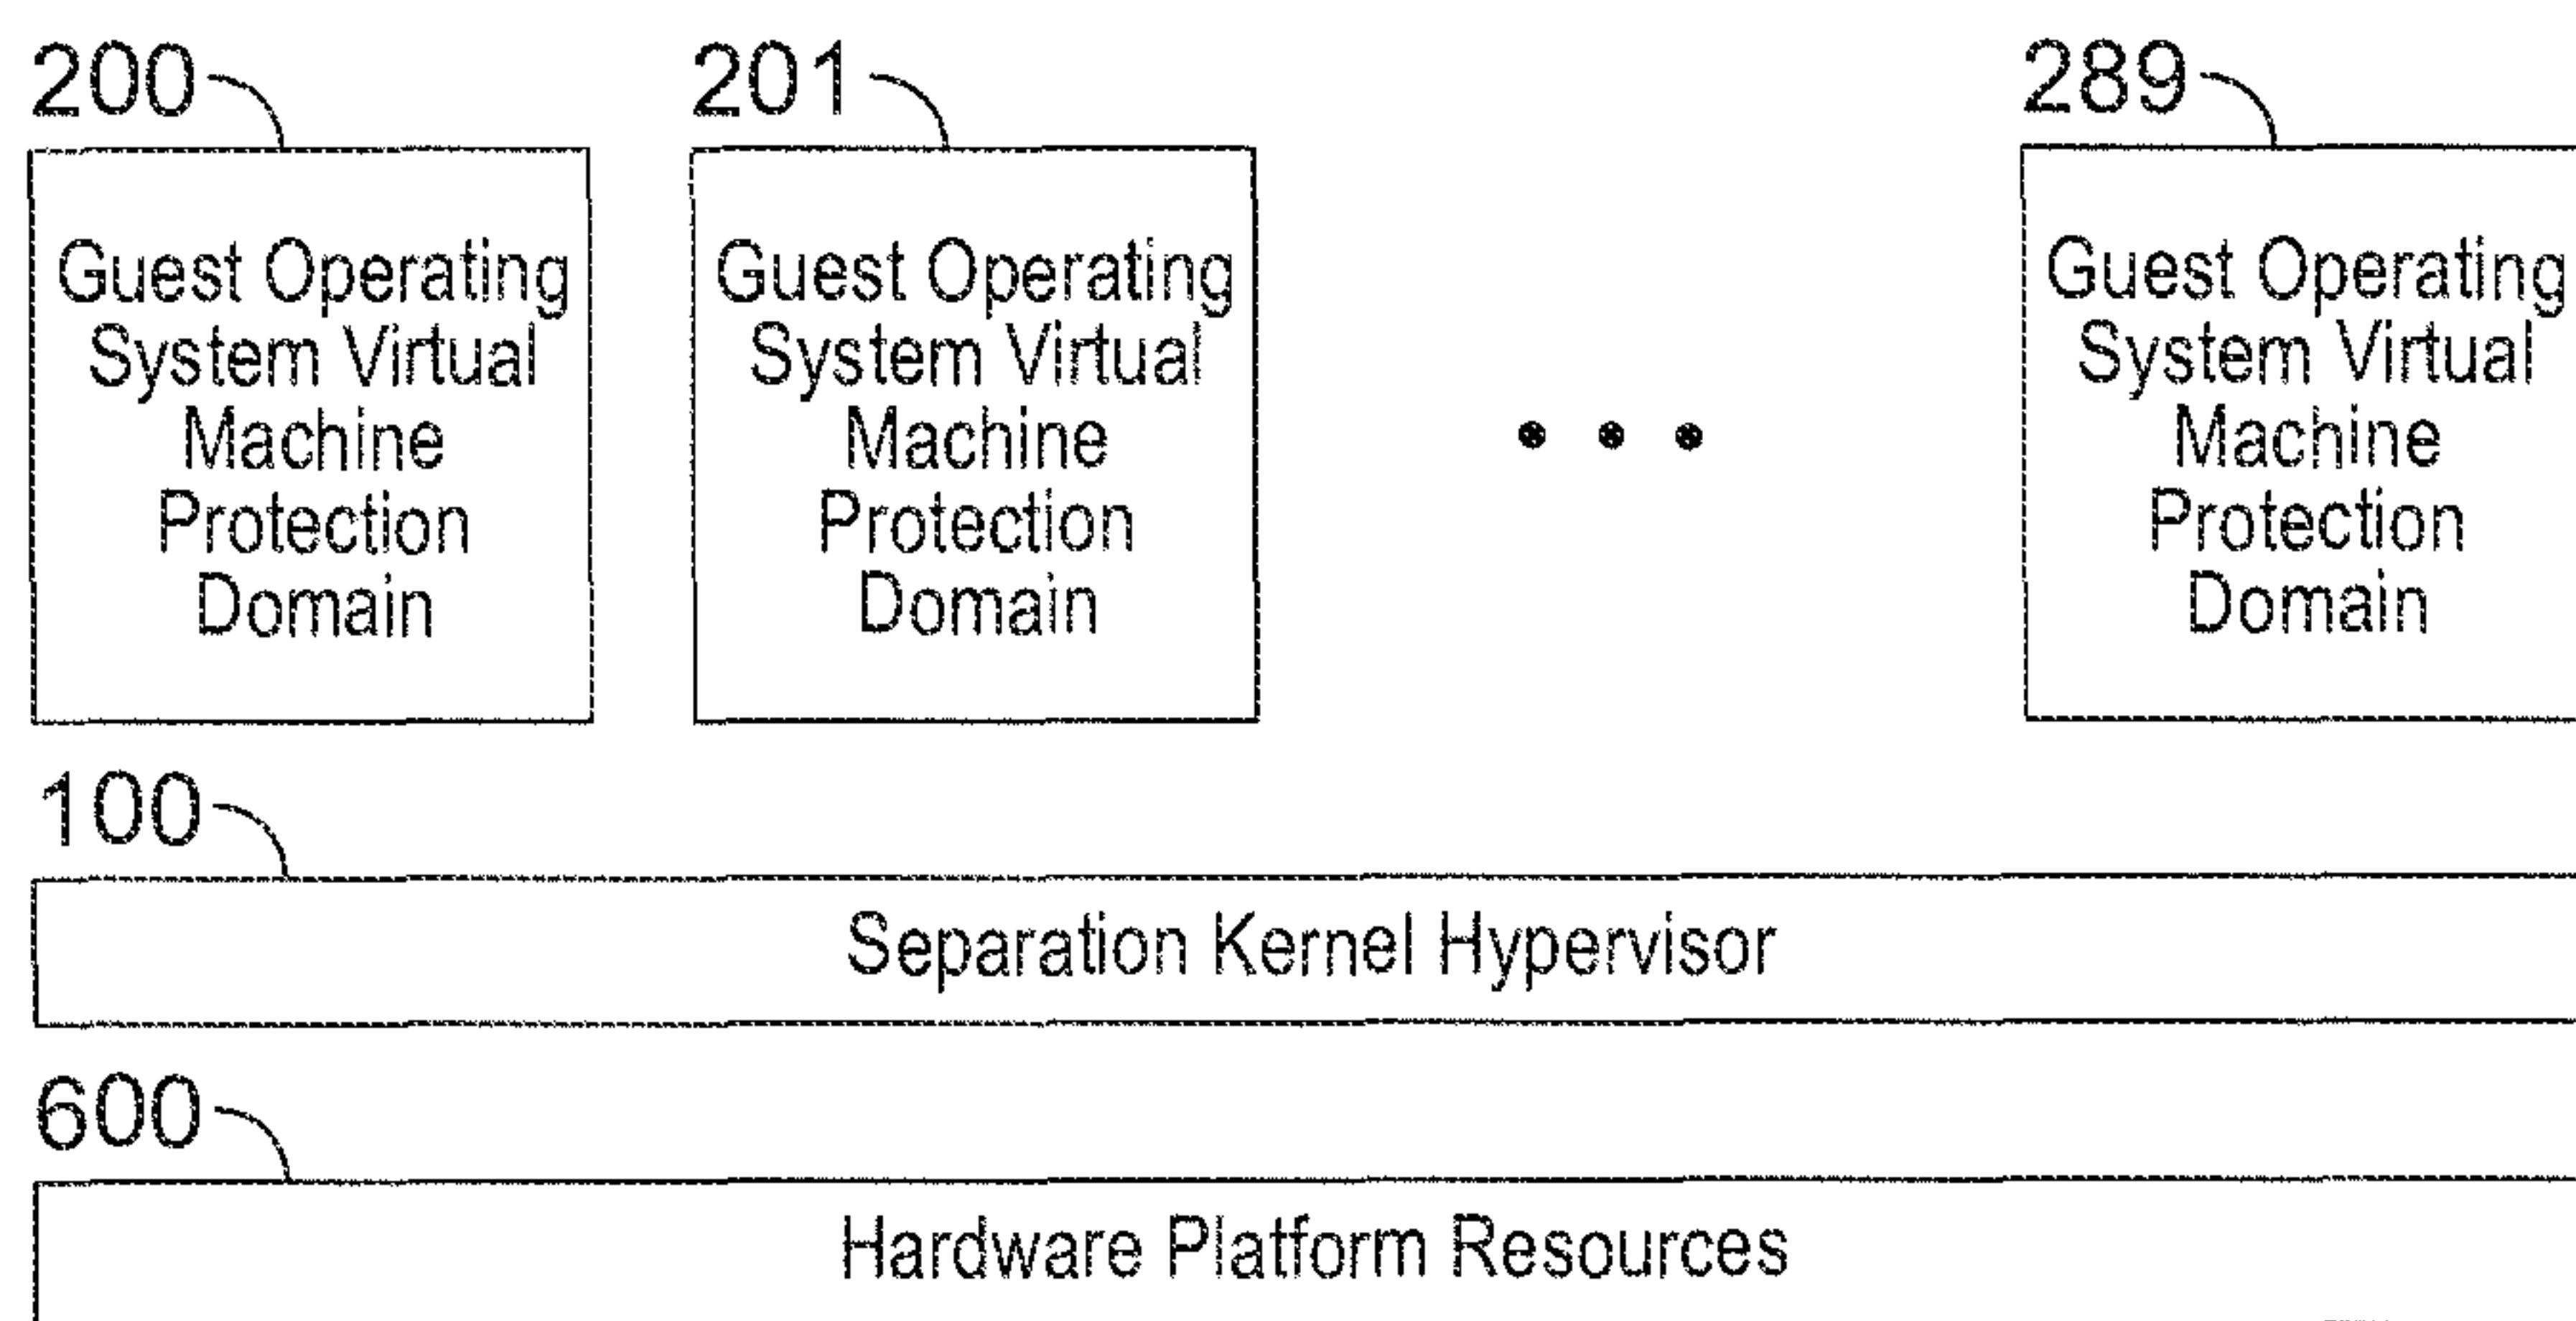 200
Guest Operating
System Virtual
Machine
Protection
Domain
201
Guest Operating
System Virtual
Machine
Protection
Domain
289
Guest Operating
System Virtual
Machine
Protection
Domain
100
Separation Kernel Hypervisor
600
Hardware Platform Resources